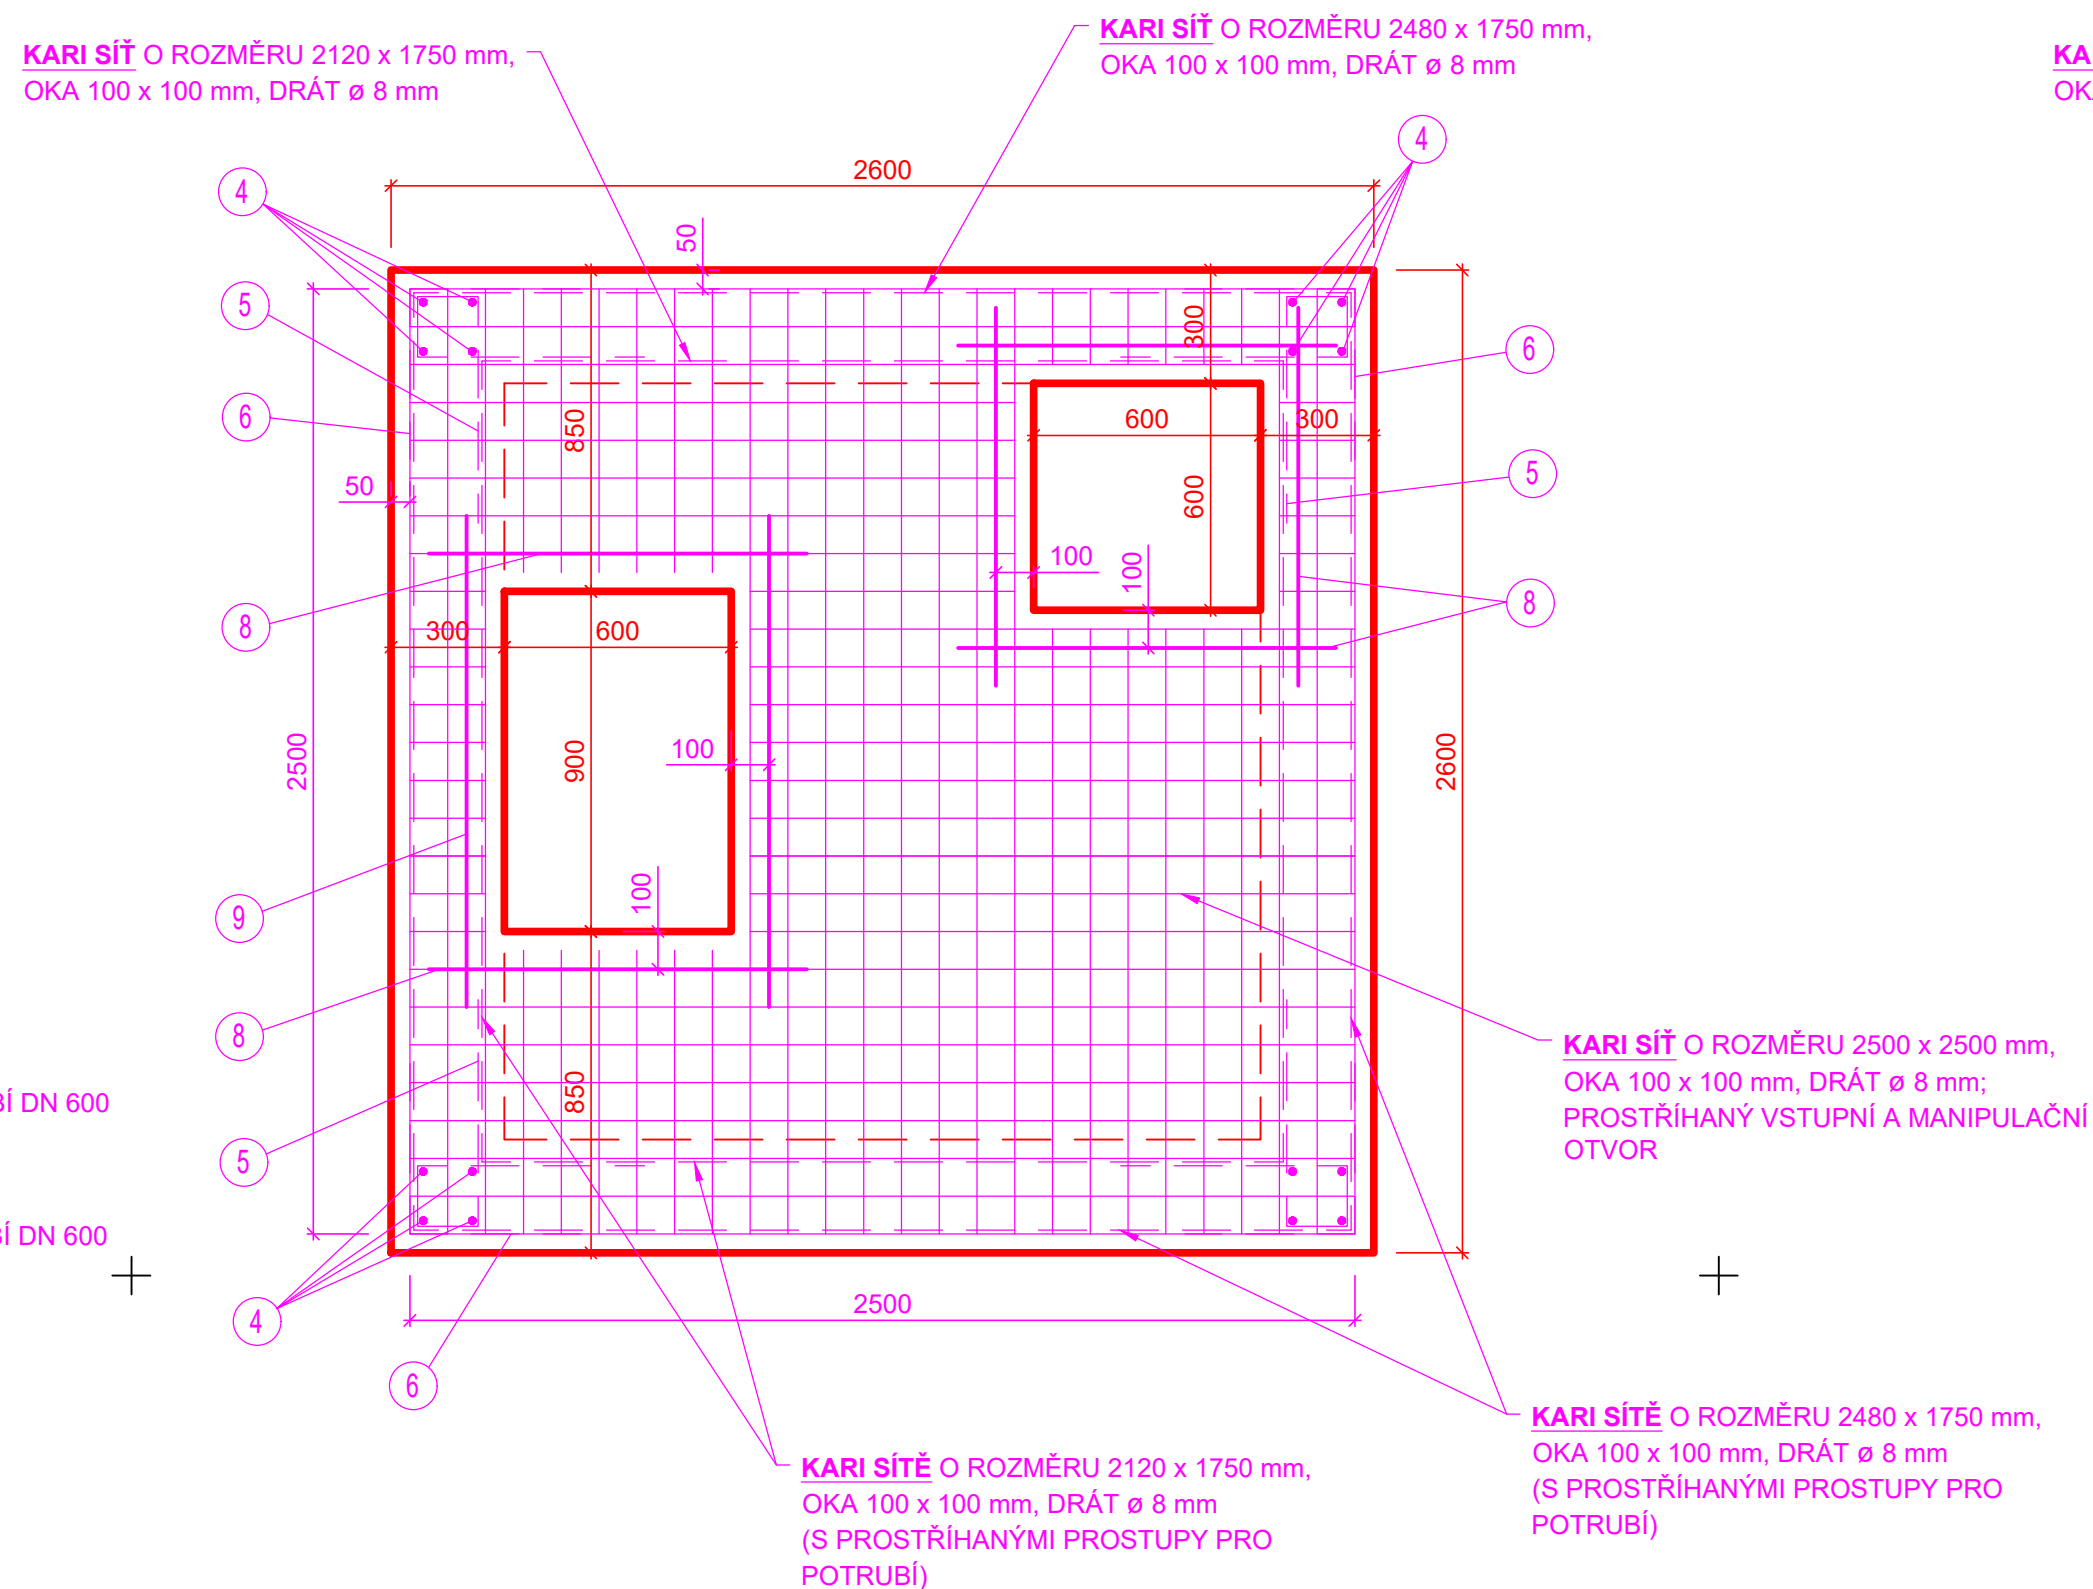 KARI SÍŤ O ROZMĚRU 2120 x 1750 mm,
OKA 100 x 100 mm, DRÁT ø 8 mm
KARI SÍŤ O ROZMĚRU 2480 x 1750 mm,
OKA 100 x 100 mm, DRÁT ø 8 mm
KA
OK
4
4
2600
50
5
300
6
6
850
600
300
5
50
600
100
100
8
8
300
600
2500
900
100
2600
100
9
8
KARI SÍŤ O ROZMĚRU 2500 x 2500 mm,
OKA 100 x 100 mm, DRÁT ø 8 mm;
PROSTŘÍHANÝ VSTUPNÍ A MANIPULAČNÍ
OTVOR
BÍ DN 600
850
5
BÍ DN 600
2500
4
6
KARI SÍTĚ O ROZMĚRU 2480 x 1750 mm,
OKA 100 x 100 mm, DRÁT ø 8 mm
(S PROSTŘÍHANÝMI PROSTUPY PRO
POTRUBÍ)
KARI SÍTĚ O ROZMĚRU 2120 x 1750 mm,
OKA 100 x 100 mm, DRÁT ø 8 mm
(S PROSTŘÍHANÝMI PROSTUPY PRO
POTRUBÍ)